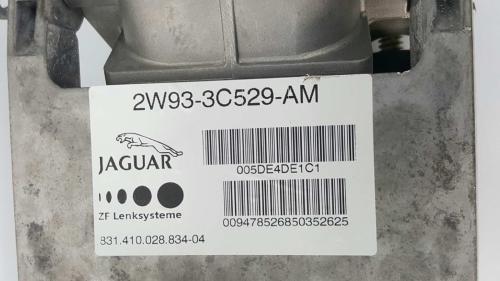 2W93-3C529-AM
JAGUAR
005DE4DE1C1
ZF Lenksysteme
009478526850352625
831.410.028.834-04